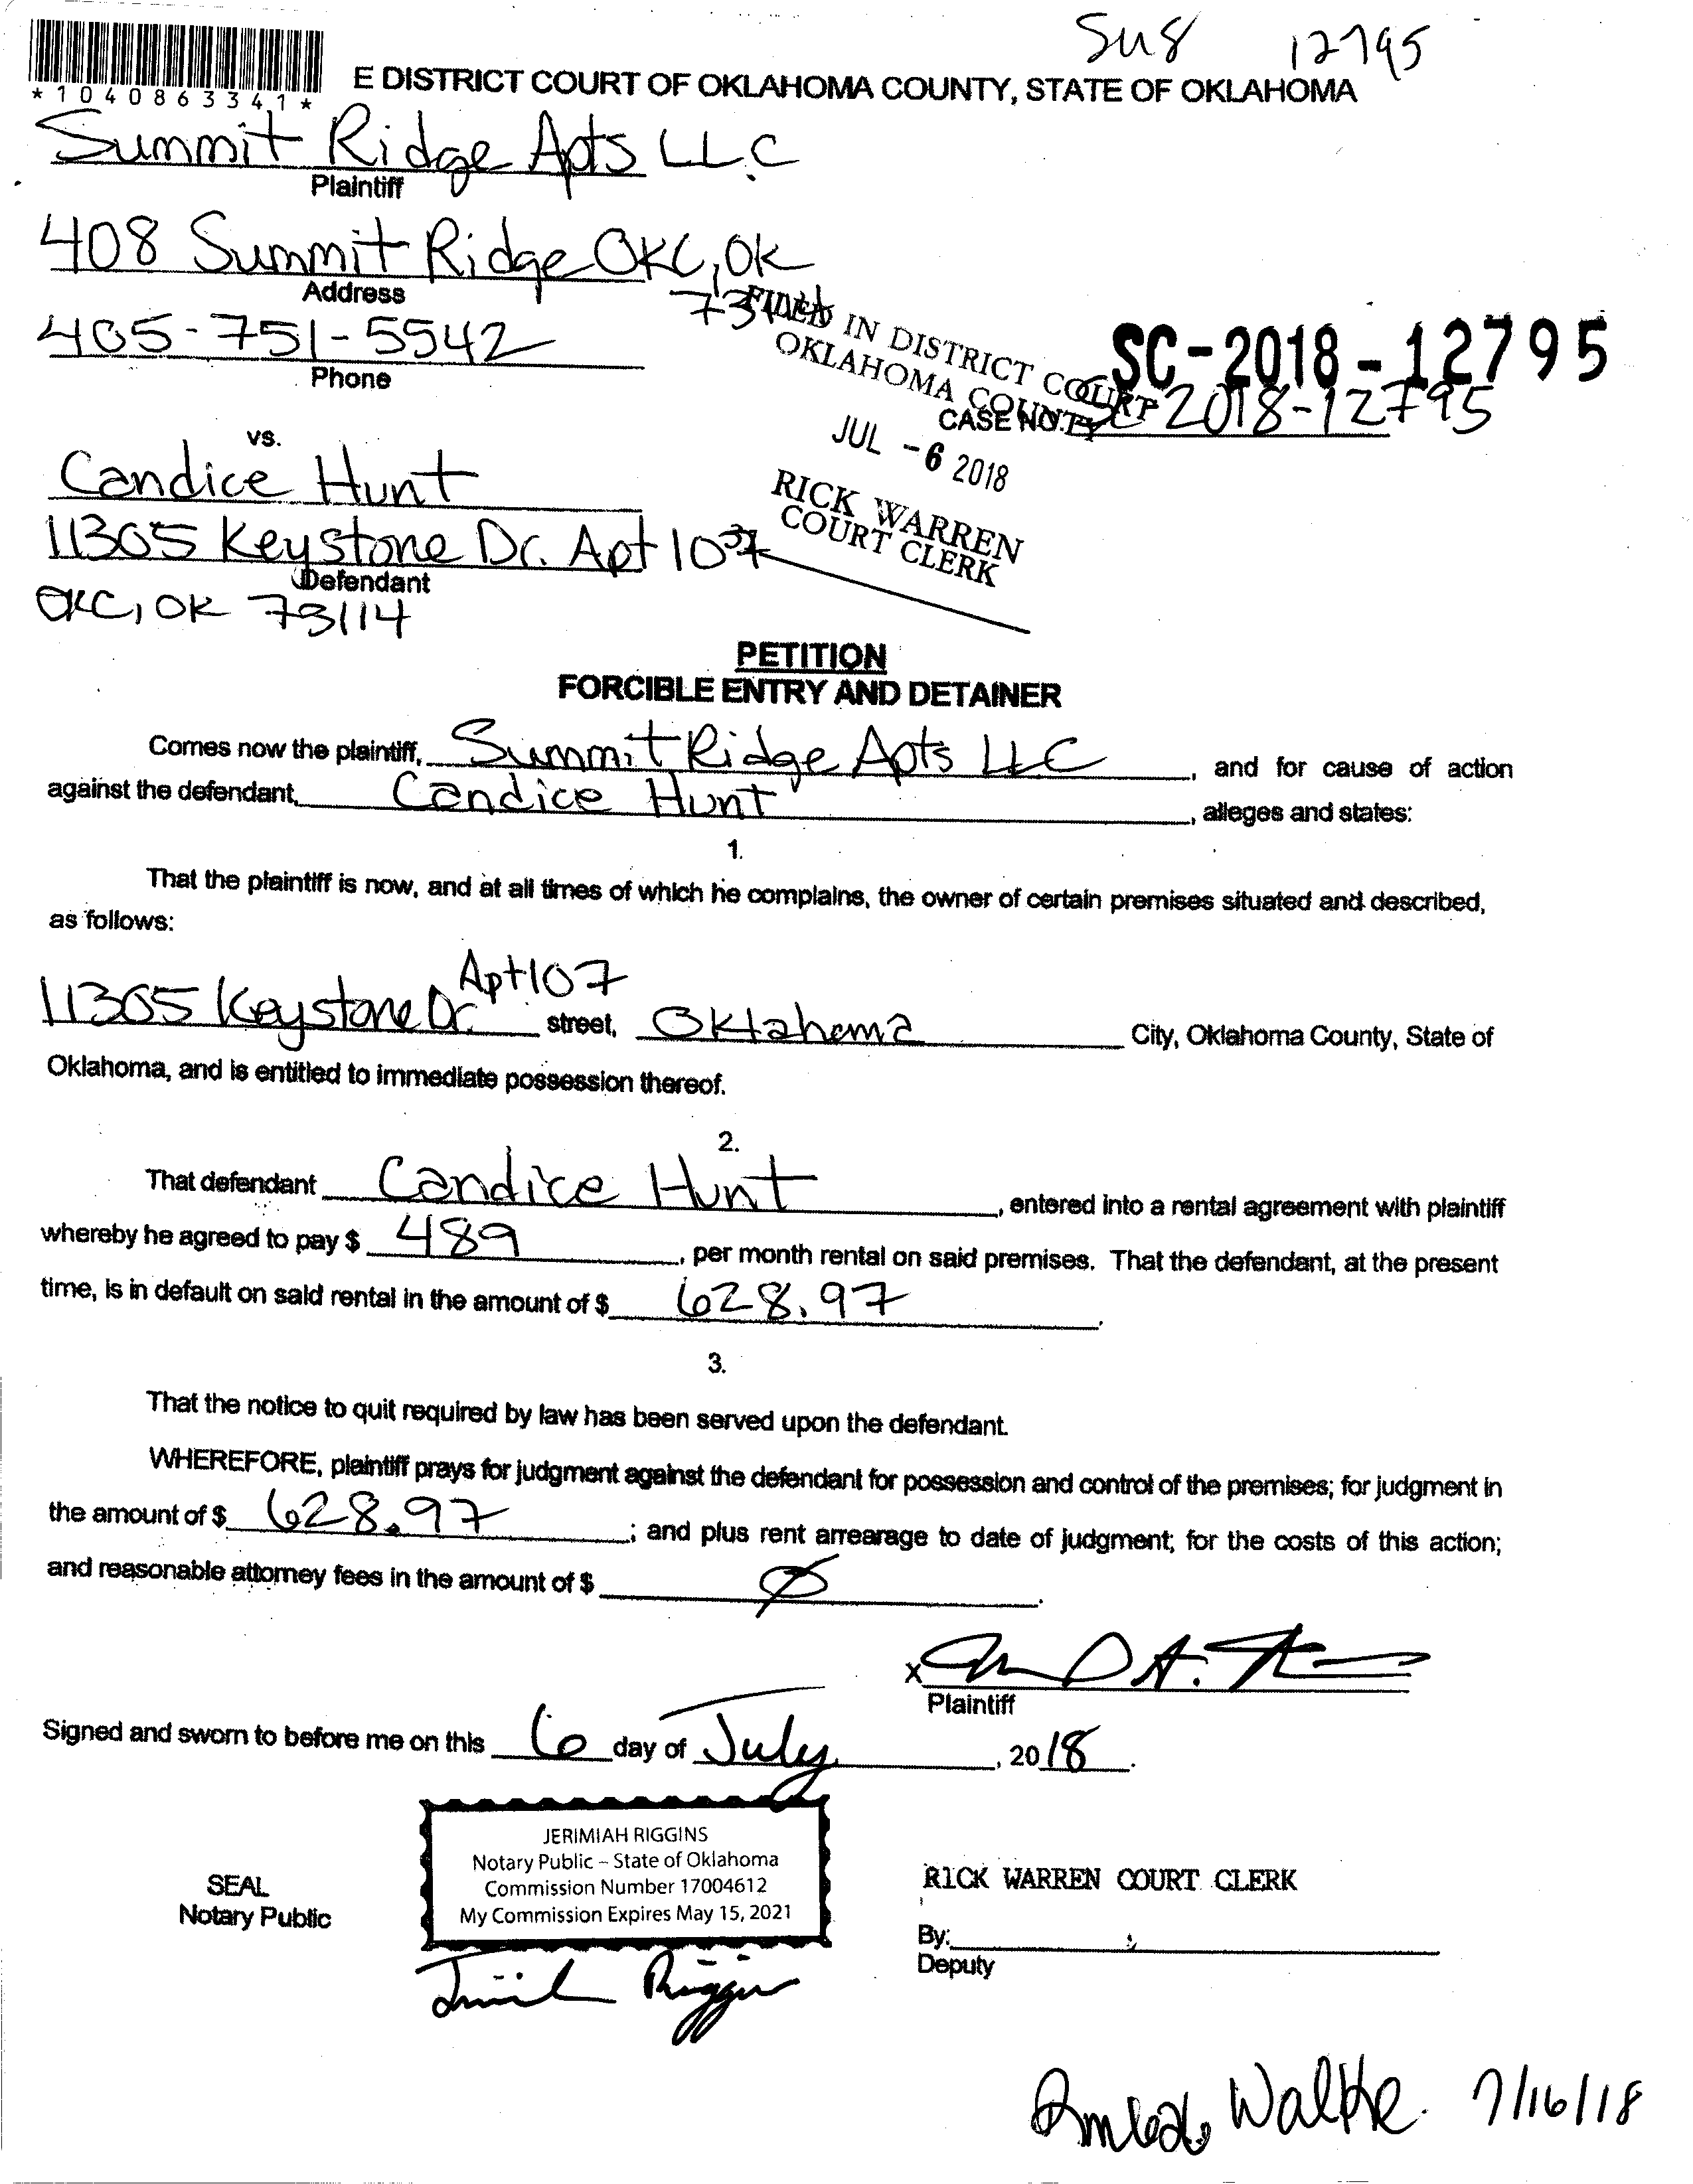 Su8 12795
*1040863341*
E DISTRICT COURT OF OKLAHOMA COUNTY, STATE OF OKLAHOMA
Summit Ridge Apts LLC
Plaintiff
408 Summit Ridge OKC, OK
Address
405-751-5542
Phone
FILED IN DISTRICT COURT
OKLAHOMA COUNTY
SC-2018-12795
CASE NO. SC 2018-12795
JUL -6 2018
RICK WARREN
COURT CLERK
vs.
Candice Hunt
11305 Keystone Dr. Apt
Defendant
OKC, OK 73114
PETITION
FORCIBLE ENTRY AND DETAINER
Comes now the plaintiff, Summit Ridge Apts LLC, and for cause of action
against the defendant, Candice Hunt, alleges and states:
1.
That the plaintiff is now, and at all times of which he complains, the owner of certain premises situated and described,
as follows:
11305 Keystone Dr. Apt 107 street, Oklahoma City, Oklahoma County, State of
Oklahoma, and is entitled to immediate possession thereof.
2.
That defendant Candice Hunt, entered into a rental agreement with plaintiff
whereby he agreed to pay $ 489, per month rental on said premises. That the defendant, at the present
time, is in default on said rental in the amount of $ 628.97.
3.
That the notice to quit required by law has been served upon the defendant.
WHEREFORE, plaintiff prays for judgment against the defendant for possession and control of the premises; for judgment in
the amount of $ 628.97; and plus rent arrearage to date of judgment; for the costs of this action;
and reasonable attorney fees in the amount of $ Ø.
X
Plaintiff
Signed and sworn to before me on this 6 day of July, 2018.
JERIMIAH RIGGINS
Notary Public – State of Oklahoma
Commission Number 17004612
My Commission Expires May 15, 2021
SEAL
Notary Public
RICK WARREN COURT CLERK
By:
Deputy
7/16/18